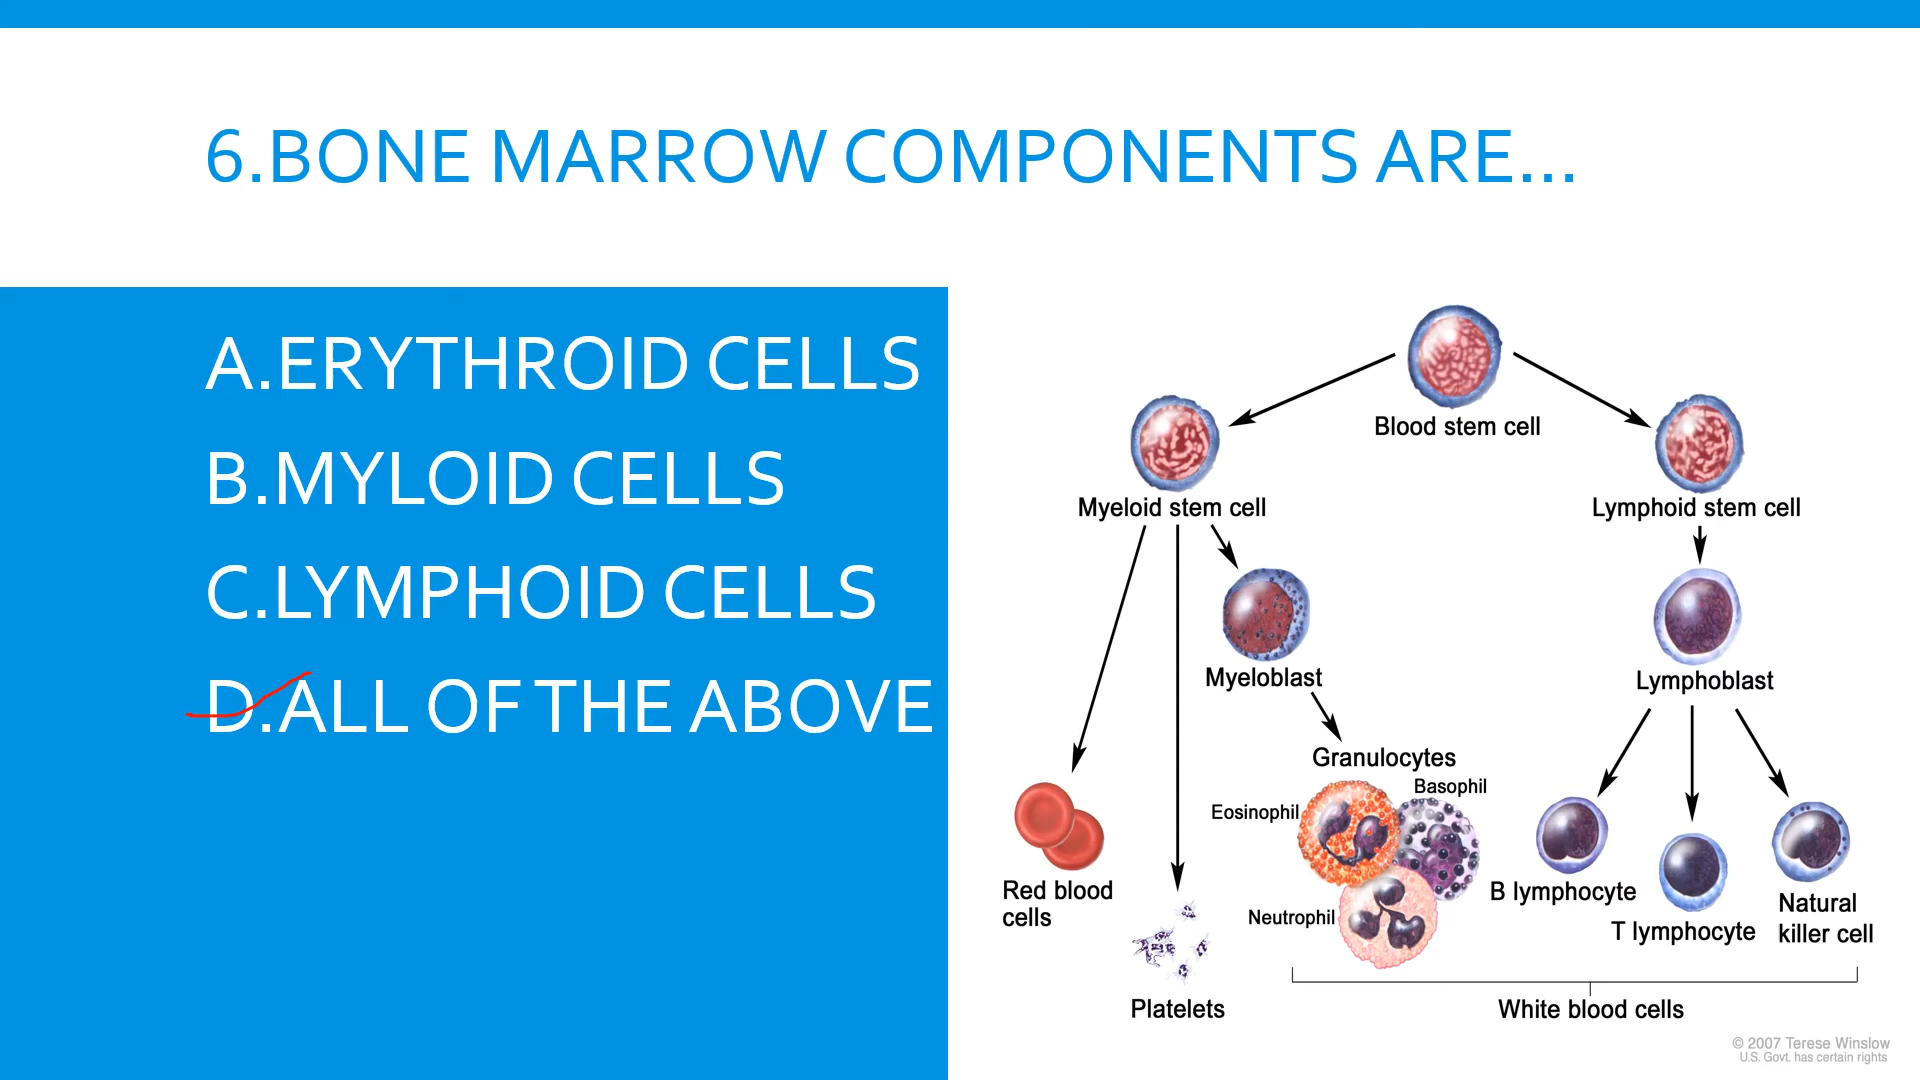 6.BONE MARROW COMPONENTS ARE...
A.ERYTHROID CELLS
B.MYLOID CELLS
C.LYMPHOID CELLS
D.ALL OF THE ABOVE
Blood stem cell
Myeloid stem cell
Lymphoid stem cell
Myeloblast
Lymphoblast
Granulocytes
Basophil
Eosinophil
Neutrophil
Red blood
cells
Platelets
B lymphocyte
T lymphocyte
Natural
killer cell
White blood cells
© 2007 Terese Winslow
U.S. Govt. has certain rights